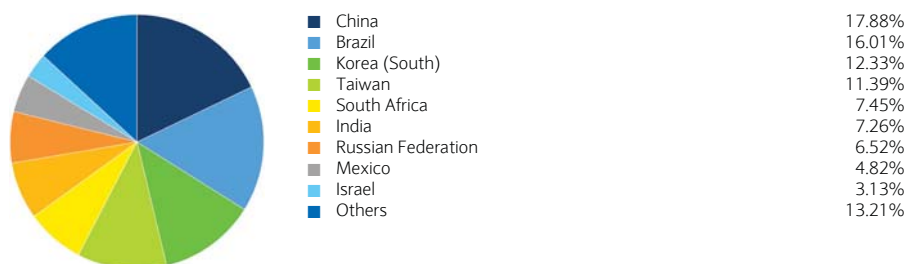 China 17.88%
Brazil 16.01%
Korea (South) 12.33%
Taiwan 11.39%
South Africa 7.45%
India 7.26%
Russian Federation 6.52%
Mexico 4.82%
Israel 3.13%
Others 13.21%